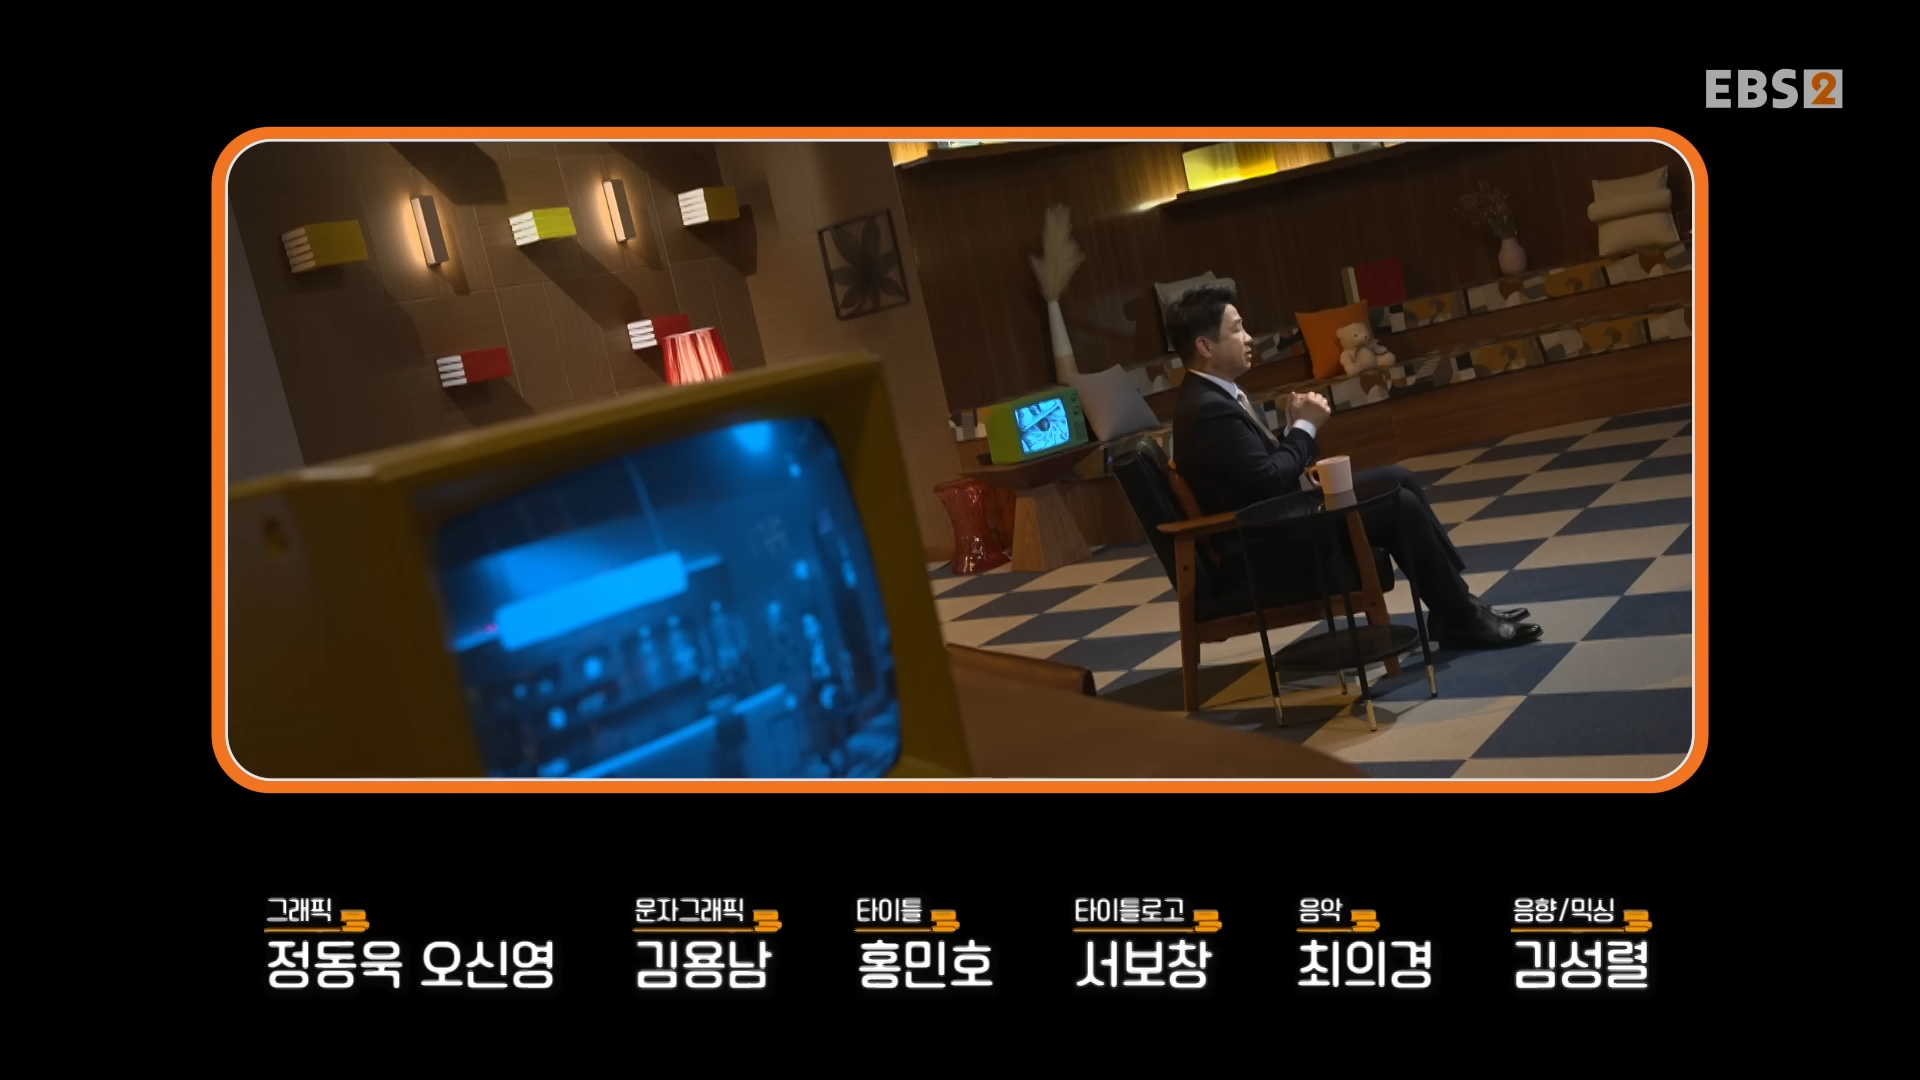 EBS2
그래픽
정동욱 오신영
문자그래픽
김용남
타이틀
홍민호
타이틀로고
서보창
음악
최의경
음향/믹싱
김성렬